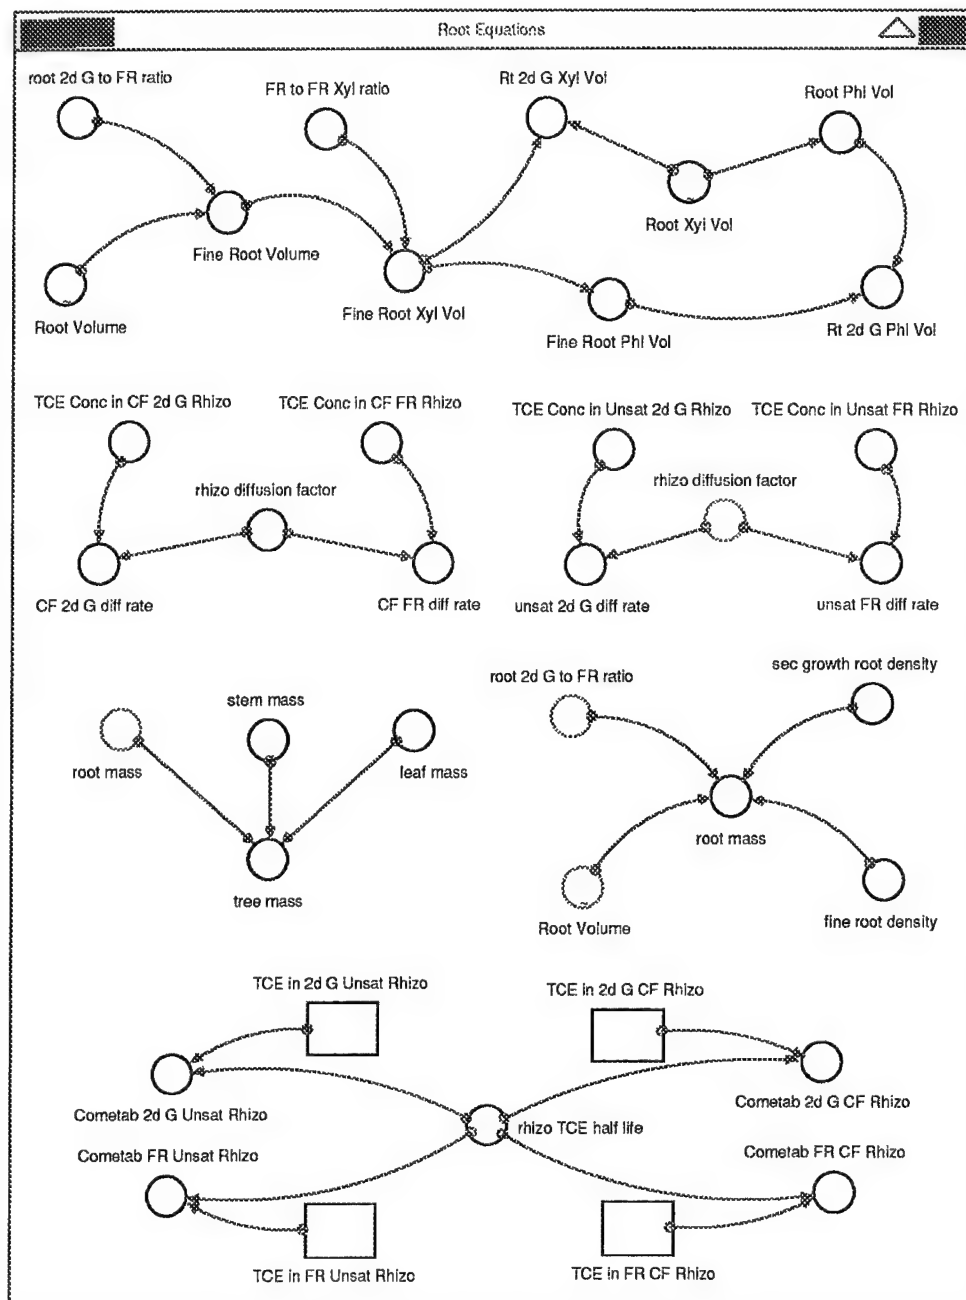 Root Equations
root 2d G to FR ratio
FR to FR Xyl ratio
Rt 2d G Xyl Vol
Root Phl Vol
Fine Root Volume
Root Xyl Vol
Root Volume
Fine Root Xyl Vol
Fine Root Phl Vol
Rt 2d G Phl Vol
TCE Conc in CF 2d G Rhizo
TCE Conc in CF FR Rhizo
TCE Conc in Unsat 2d G Rhizo
TCE Conc in Unsat FR Rhizo
rhizo diffusion factor
rhizo diffusion factor
CF 2d G diff rate
CF FR diff rate
unsat 2d G diff rate
unsat FR diff rate
stem mass
root mass
leaf mass
tree mass
root 2d G to FR ratio
sec growth root density
root mass
Root Volume
fine root density
TCE in 2d G Unsat Rhizo
TCE in 2d G CF Rhizo
Cometab 2d G Unsat Rhizo
Cometab 2d G CF Rhizo
rhizo TCE half life
Cometab FR Unsat Rhizo
Cometab FR CF Rhizo
TCE in FR Unsat Rhizo
TCE in FR CF Rhizo